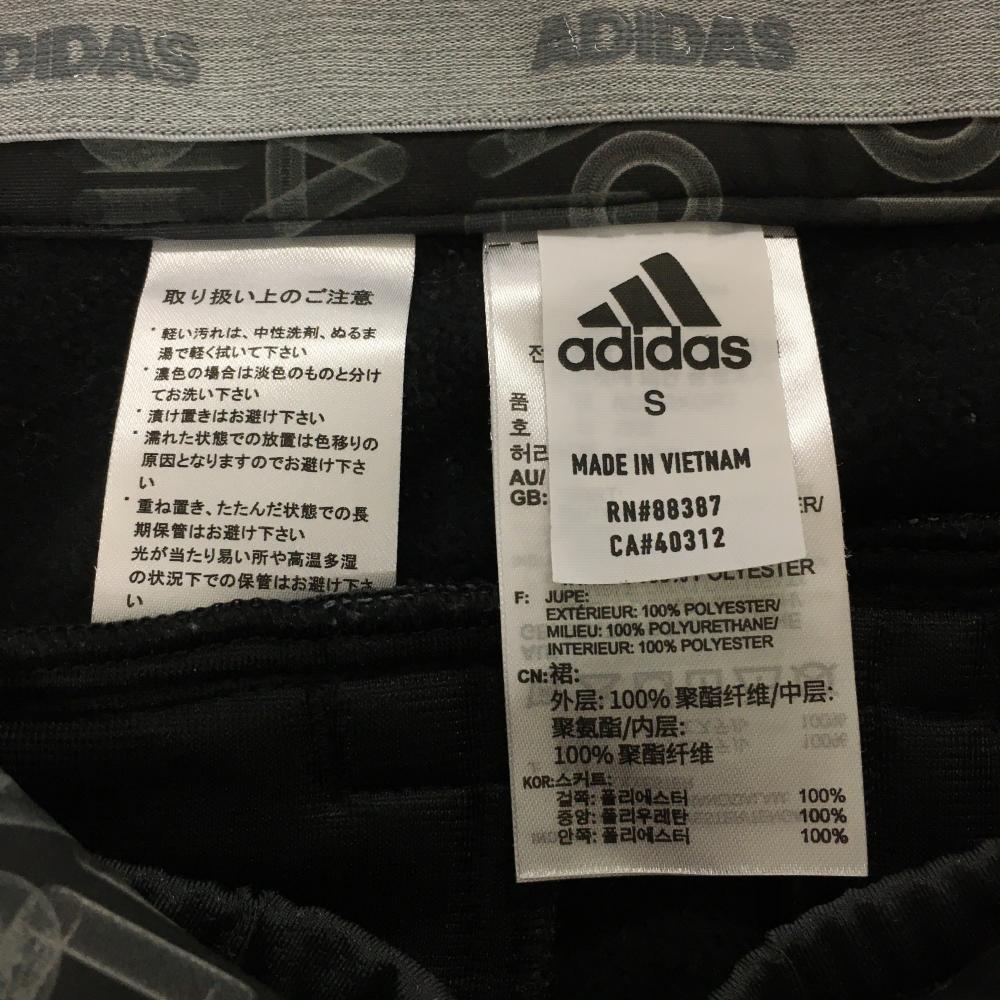 ADIDAS
ADIDAS
取り扱い上のご注意
・軽い汚れは、中性洗剤、ぬるま
湯で軽く拭いて下さい
・濃色の場合は淡色のものと分け
てお洗い下さい
・漬け置きはお避け下さい
・濡れた状態での放置は色移りの
原因となりますのでお避け下さ
い
・重ね置き、たたんだ状態での長
期保管はお避け下さい
光が当たり易い所や高温多湿
の状況下での保管はお避け下さ
い
adidas
S
MADE IN VIETNAM
RN#88387
CA#40312
전
품
호
허리
AU/
GB:
ER/
POLYESTER
F: JUPE:
EXTÉRIEUR: 100% POLYESTER/
MILIEU: 100% POLYURETHANE/
INTERIEUR: 100% POLYESTER
CN:裙:
外层: 100% 聚酯纤维/中层:
聚氨酯/内层:
100% 聚酯纤维
KOR:스커트:
겉쪽: 폴리에스터 100%
중앙: 폴리우레탄 100%
안쪽: 폴리에스터 100%